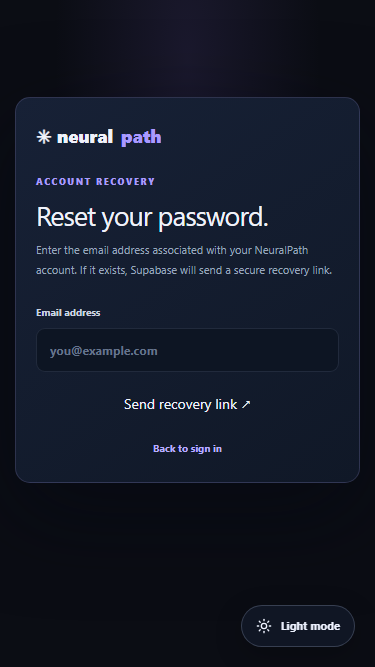 ✳ neural path
ACCOUNT RECOVERY
Reset your password.
Enter the email address associated with your NeuralPath
account. If it exists, Supabase will send a secure recovery link.
Email address
you@example.com
Send recovery link ↗
Back to sign in
Light mode